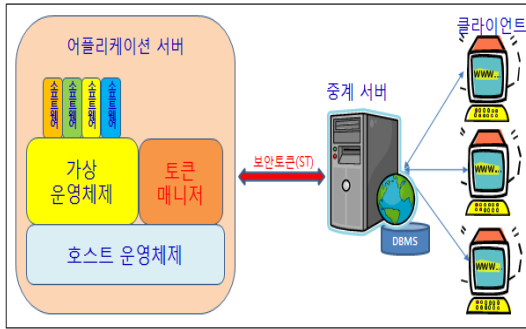 어플리케이션 서버
소프트웨어
소프트웨어
소프트웨어
소프트웨어
가상
운영체제
토큰
매니저
호스트 운영체제
보안토큰(ST)
중계 서버
DBMS
클라이언트
WWW...
WWW...
WWW...